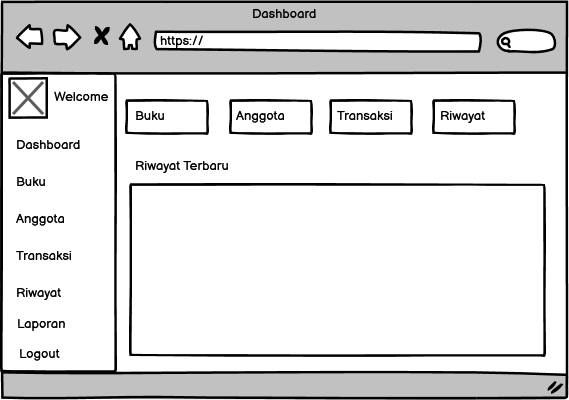 Dashboard
https://
Welcome
Dashboard
Buku
Anggota
Transaksi
Riwayat
Laporan
Logout
Buku
Anggota
Transaksi
Riwayat
Riwayat Terbaru